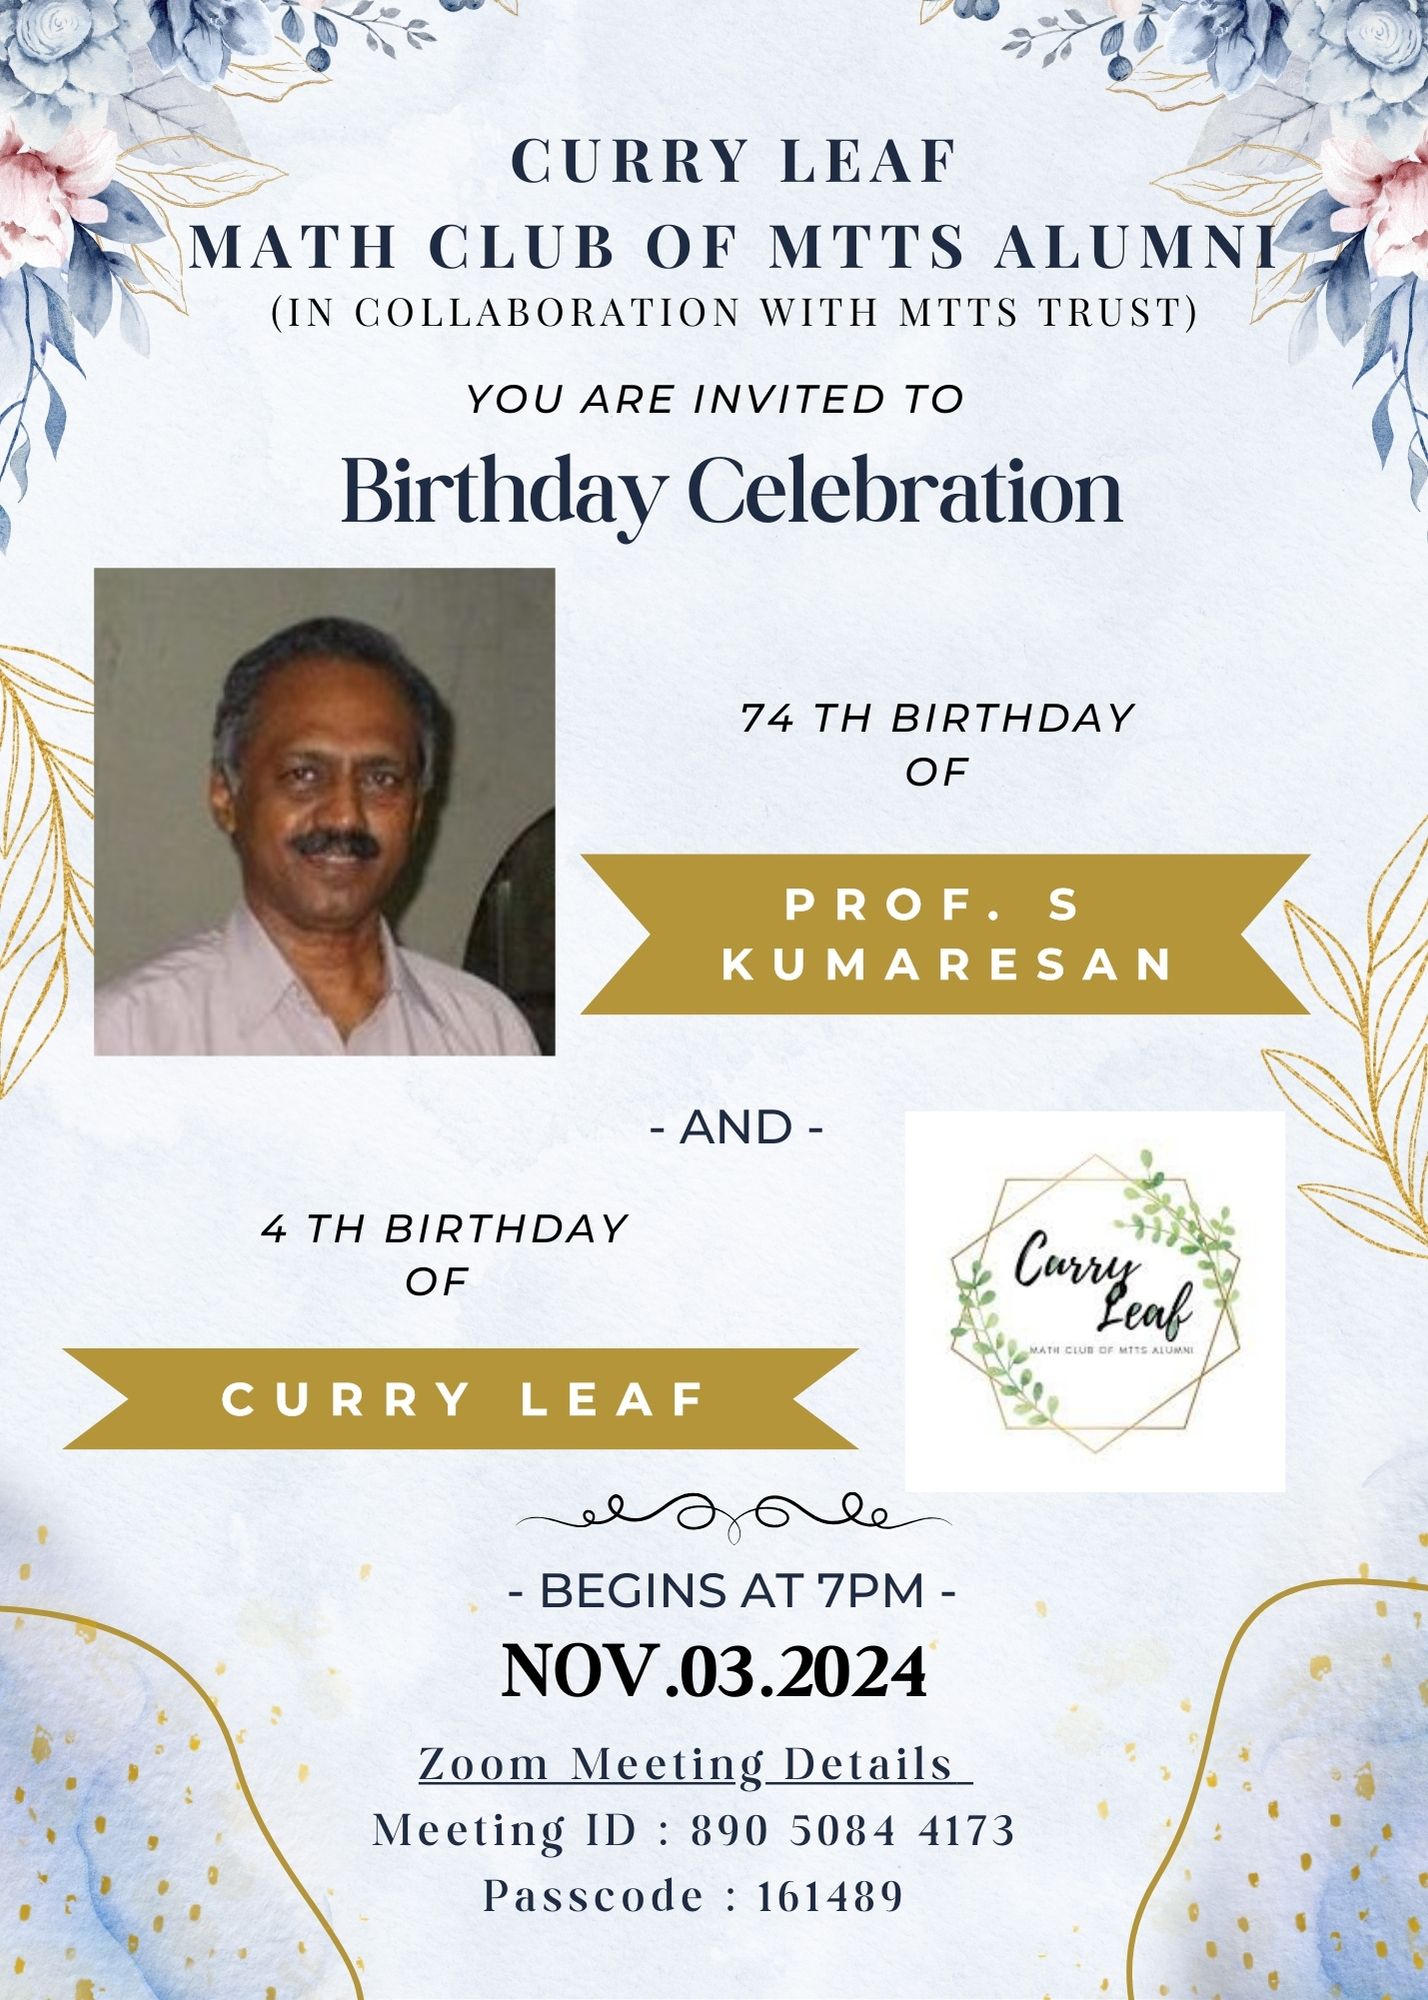 CURRY LEAF
MATH CLUB OF MTTS ALUMNI
(IN COLLABORATION WITH MTTS TRUST)
YOU ARE INVITED TO
Birthday Celebration
74 TH BIRTHDAY
OF
PROF. S
KUMARESAN
- AND -
4 TH BIRTHDAY
OF
CURRY LEAF
Curry
Leaf
MATH CLUB OF MTTS ALUMNI
- BEGINS AT 7PM -
NOV.03.2024
Zoom Meeting Details
Meeting ID : 890 5084 4173
Passcode : 161489